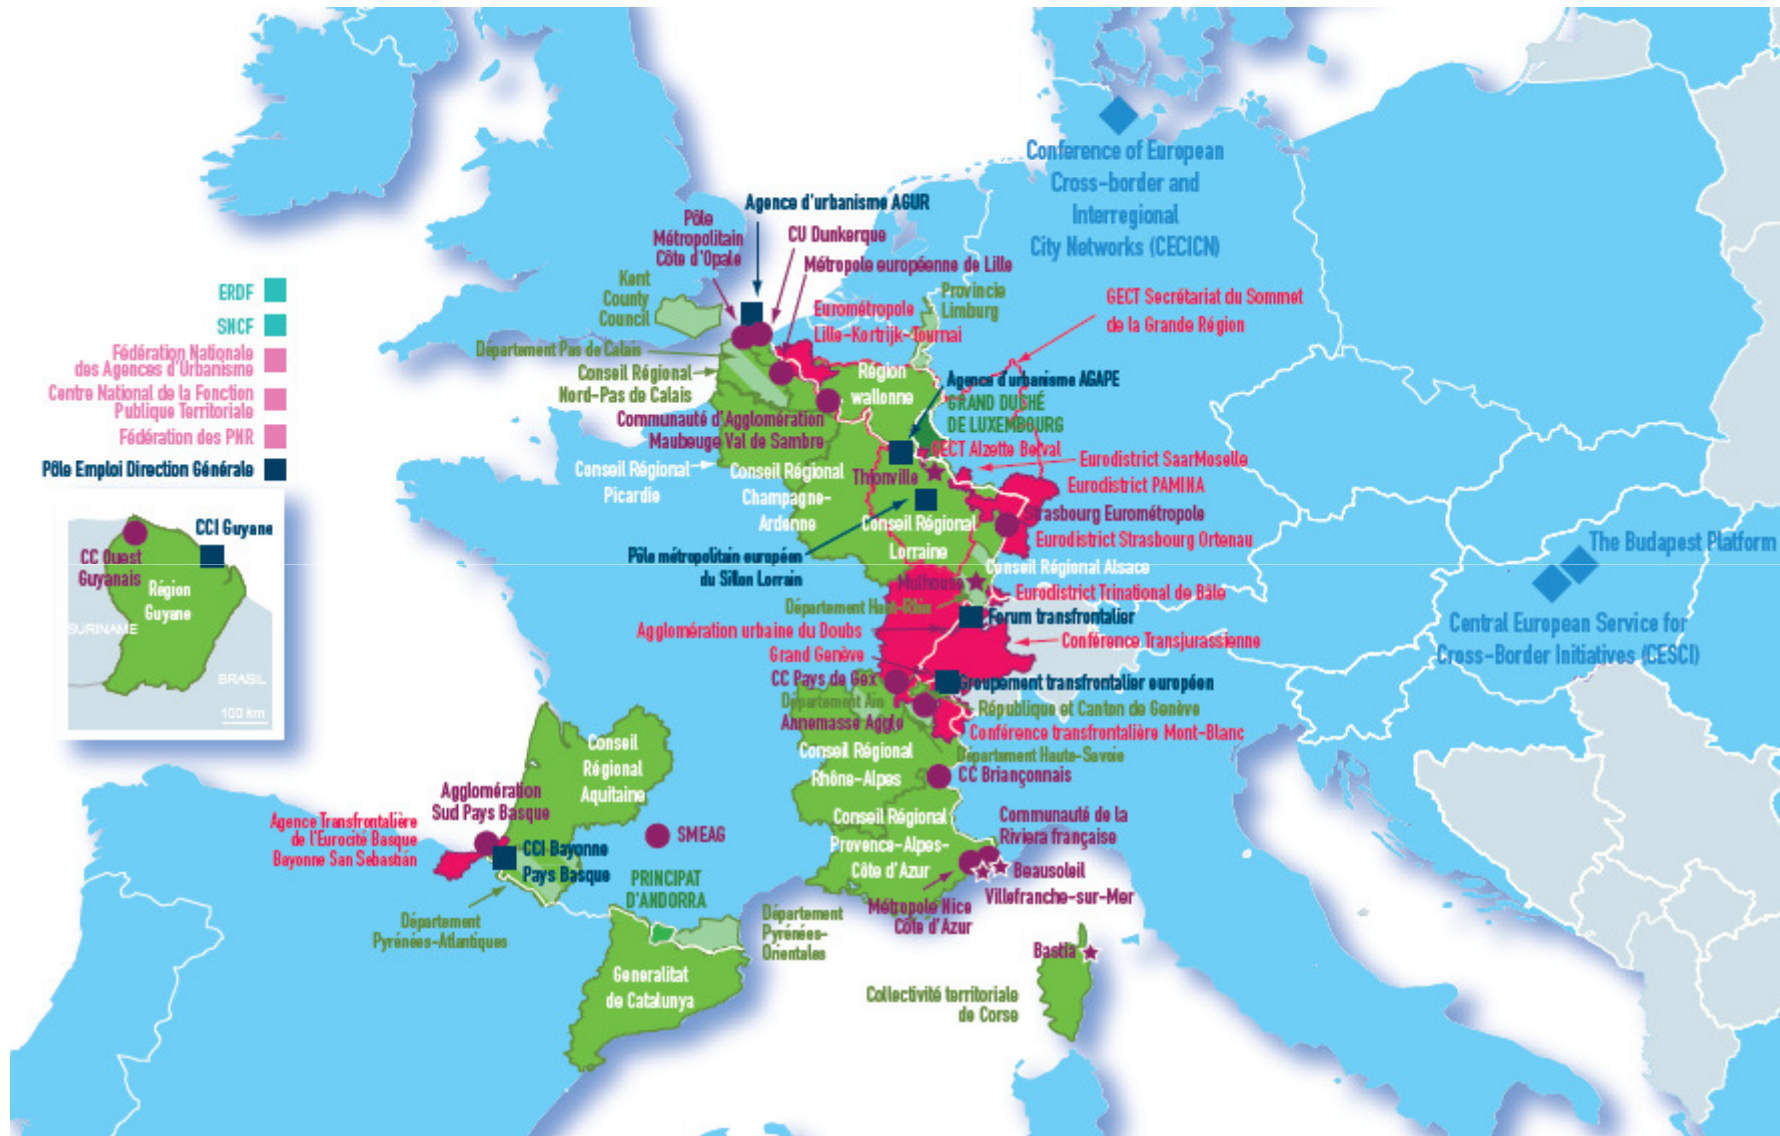 Conference of European
Cross-border and
Interregional
City Networks (CECICN)
Agence d'urbanisme AGUR
Pôle
Métropolitain
Côte d'Opale
CU Dunkerque
Métropole européenne de Lille
Kent
County
Council
Eurométropole
Lille-Kortrijk-Tournai
Provincie
Limburg
GECT Secrétariat du Sommet
de la Grande Région
ERDF
SNCF
Fédération Nationale
des Agences d'Urbanisme
Centre National de la Fonction
Publique Territoriale
Fédération des PNR
Pôle Emploi Direction Générale
Département Pas de Calais
Conseil Régional
Nord-Pas de Calais
Région
wallonne
Agence d'urbanisme AGAPE
GRAND DUCHÉ
DE LUXEMBOURG
Communauté d'Agglomération
Maubeuge Val de Sambre
GECT Alzette Belval
Eurodistrict SaarMoselle
Eurodistrict PAMINA
Conseil Régional
Picardie
Conseil Régional
Champagne-
Ardenne
Thionville
Strasbourg Eurométropole
Conseil Régional
Lorraine
Eurodistrict Strasbourg Ortenau
Pôle métropolitain européen
du Sillon Lorrain
Conseil Régional Alsace
The Budapest Platform
Mulhouse
Eurodistrict Trinational de Bâle
Département Haut-Rhin
Forum transfrontalier
Central European Service for
Cross-Border Initiatives (CESCI)
Agglomération urbaine du Doubs
Conférence Transjurassienne
Grand Genève
CC Pays de Gex
Groupement transfrontalier européen
Département Ain
République et Canton de Genève
Annemasse Agglo
Conférence transfrontalière Mont-Blanc
Département Haute-Savoie
Conseil Régional
Rhône-Alpes
CC Briançonnais
CCI Guyane
CC Ouest
Guyanais
Région
Guyane
SURINAME
BRASIL
100 km
Conseil
Régional
Aquitaine
Agglomération
Sud Pays Basque
Agence Transfrontalière
de l'Eurocité Basque
Bayonne San Sebastián
SMEAG
CCI Bayonne
Pays Basque
Conseil Régional
Provence-Alpes-
Côte d'Azur
Communauté de la
Riviera française
Beausoleil
Villefranche-sur-Mer
Métropole Nice
Côte d'Azur
PRINCIPAT
D'ANDORRA
Département
Pyrénées-Atlantiques
Département
Pyrénées-
Orientales
Generalitat
de Catalunya
Bastia
Collectivité territoriale
de Corse